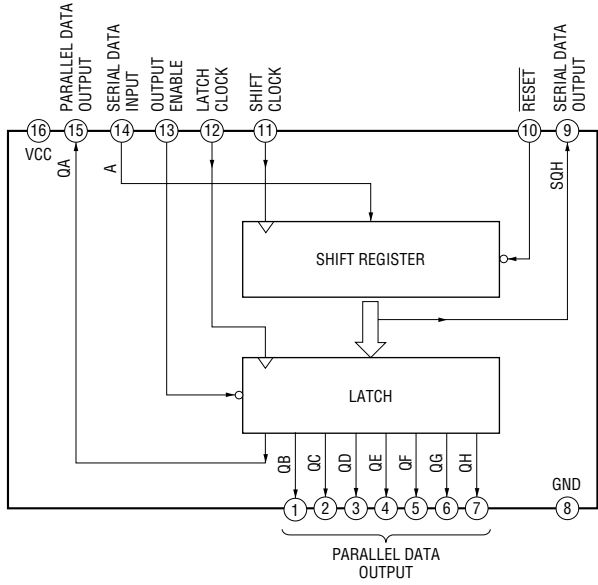 PARALLEL DATA
OUTPUT
SERIAL DATA
INPUT
OUTPUT
ENABLE
LATCH
CLOCK
SHIFT
CLOCK
RESET
SERIAL DATA
OUTPUT
16
15
14
13
12
11
10
9
VCC
QA
A
SQH
SHIFT REGISTER
LATCH
QB
QC
QD
QE
QF
QG
QH
GND
1
2
3
4
5
6
7
8
PARALLEL DATA
OUTPUT